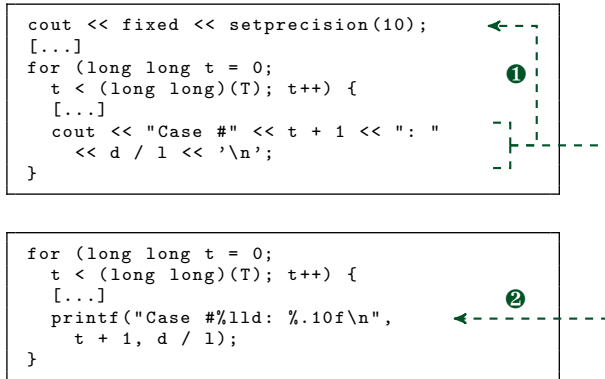 cout << fixed << setprecision(10);
[...]
for (long long t = 0;
  t < (long long)(T); t++) {
  [...]
❶
  cout << "Case #" << t + 1 << ": "
    << d / l << '\n';
}
for (long long t = 0;
  t < (long long)(T); t++) {
  [...]
❷
  printf("Case #%lld: %.10f\n",
    t + 1, d / l);
}